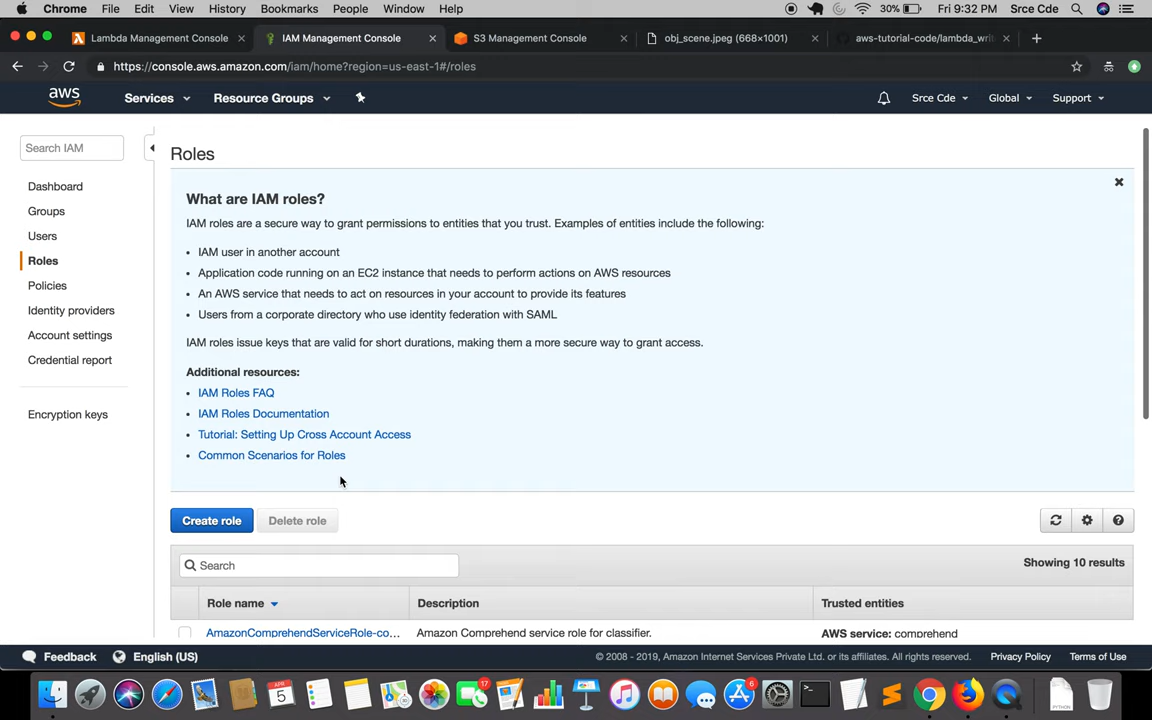 Chrome File Edit View History Bookmarks People Window Help 30% Fri 9:32 PM Srce Cde
Lambda Management Console IAM Management Console S3 Management Console obj_scene.jpeg (668×1001) aws-tutorial-code/lambda_writ
https://console.aws.amazon.com/iam/home?region=us-east-1#/roles
aws Services Resource Groups Srce Cde Global Support
Search IAM
Dashboard
Groups
Users
Roles
Policies
Identity providers
Account settings
Credential report
Encryption keys
Roles
What are IAM roles?
IAM roles are a secure way to grant permissions to entities that you trust. Examples of entities include the following:
• IAM user in another account
• Application code running on an EC2 instance that needs to perform actions on AWS resources
• An AWS service that needs to act on resources in your account to provide its features
• Users from a corporate directory who use identity federation with SAML
IAM roles issue keys that are valid for short durations, making them a more secure way to grant access.
Additional resources:
• IAM Roles FAQ
• IAM Roles Documentation
• Tutorial: Setting Up Cross Account Access
• Common Scenarios for Roles
Create role Delete role
Search Showing 10 results
Role name Description Trusted entities
AmazonComprehendServiceRole-co... Amazon Comprehend service role for classifier. AWS service: comprehend
Feedback English (US) © 2008 - 2019, Amazon Internet Services Private Ltd. or its affiliates. All rights reserved. Privacy Policy Terms of Use
APR
5
17
6
PYTHON